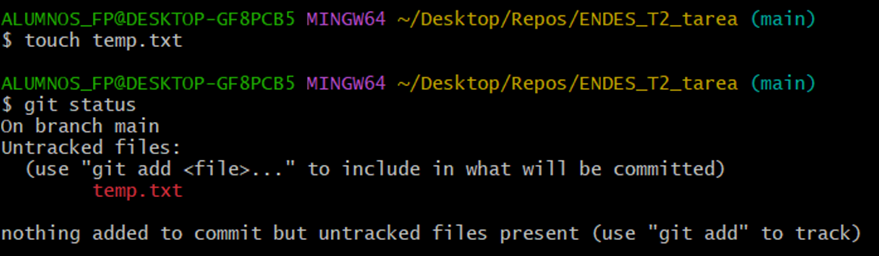 ALUMNOS_FP@DESKTOP-GF8PCB5 MINGW64 ~/Desktop/Repos/ENDES_T2_tarea (main)
$ touch temp.txt
ALUMNOS_FP@DESKTOP-GF8PCB5 MINGW64 ~/Desktop/Repos/ENDES_T2_tarea (main)
$ git status
On branch main
Untracked files:
  (use "git add <file>..." to include in what will be committed)
        temp.txt
nothing added to commit but untracked files present (use "git add" to track)